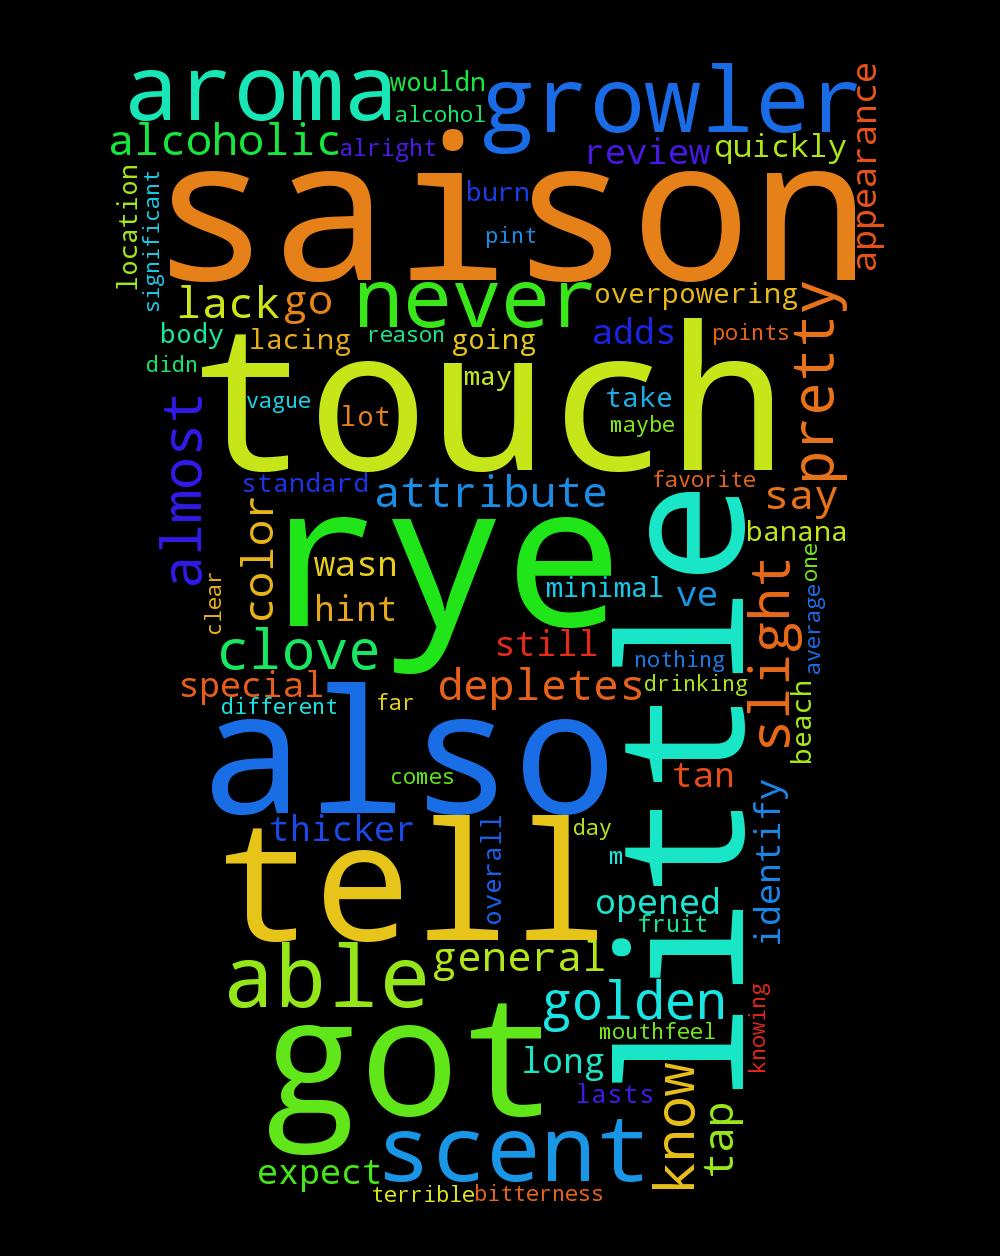 aroma
wouldn
growler
appearance
alcohol
alcoholic
alright
review
quickly
saison
burn
pint
location
significant
lack
go
never
overpowering
pretty
body
lacing
reason
going
adds
points
didn
touch
may
vague
lot
take
maybe
almost
standard
attribute
favorite
say
color
rye
little
banana
wasn
hint
minimal
ve
slight
one
average
clear
clove
still
nothing
special
different
far
depletes
drinking
beach
also
comes
tan
identify
thicker
tell
overall
day
m
opened
fruit
able
general
golden
mouthfeel
knowing
got
long
lasts
know
tap
scent
expect
terrible
bitterness